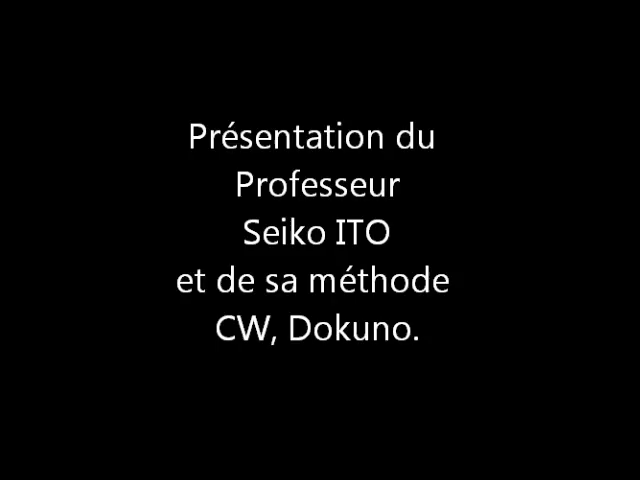 Présentation du
Professeur
Seiko ITO
et de sa méthode
CW, Dokuno.